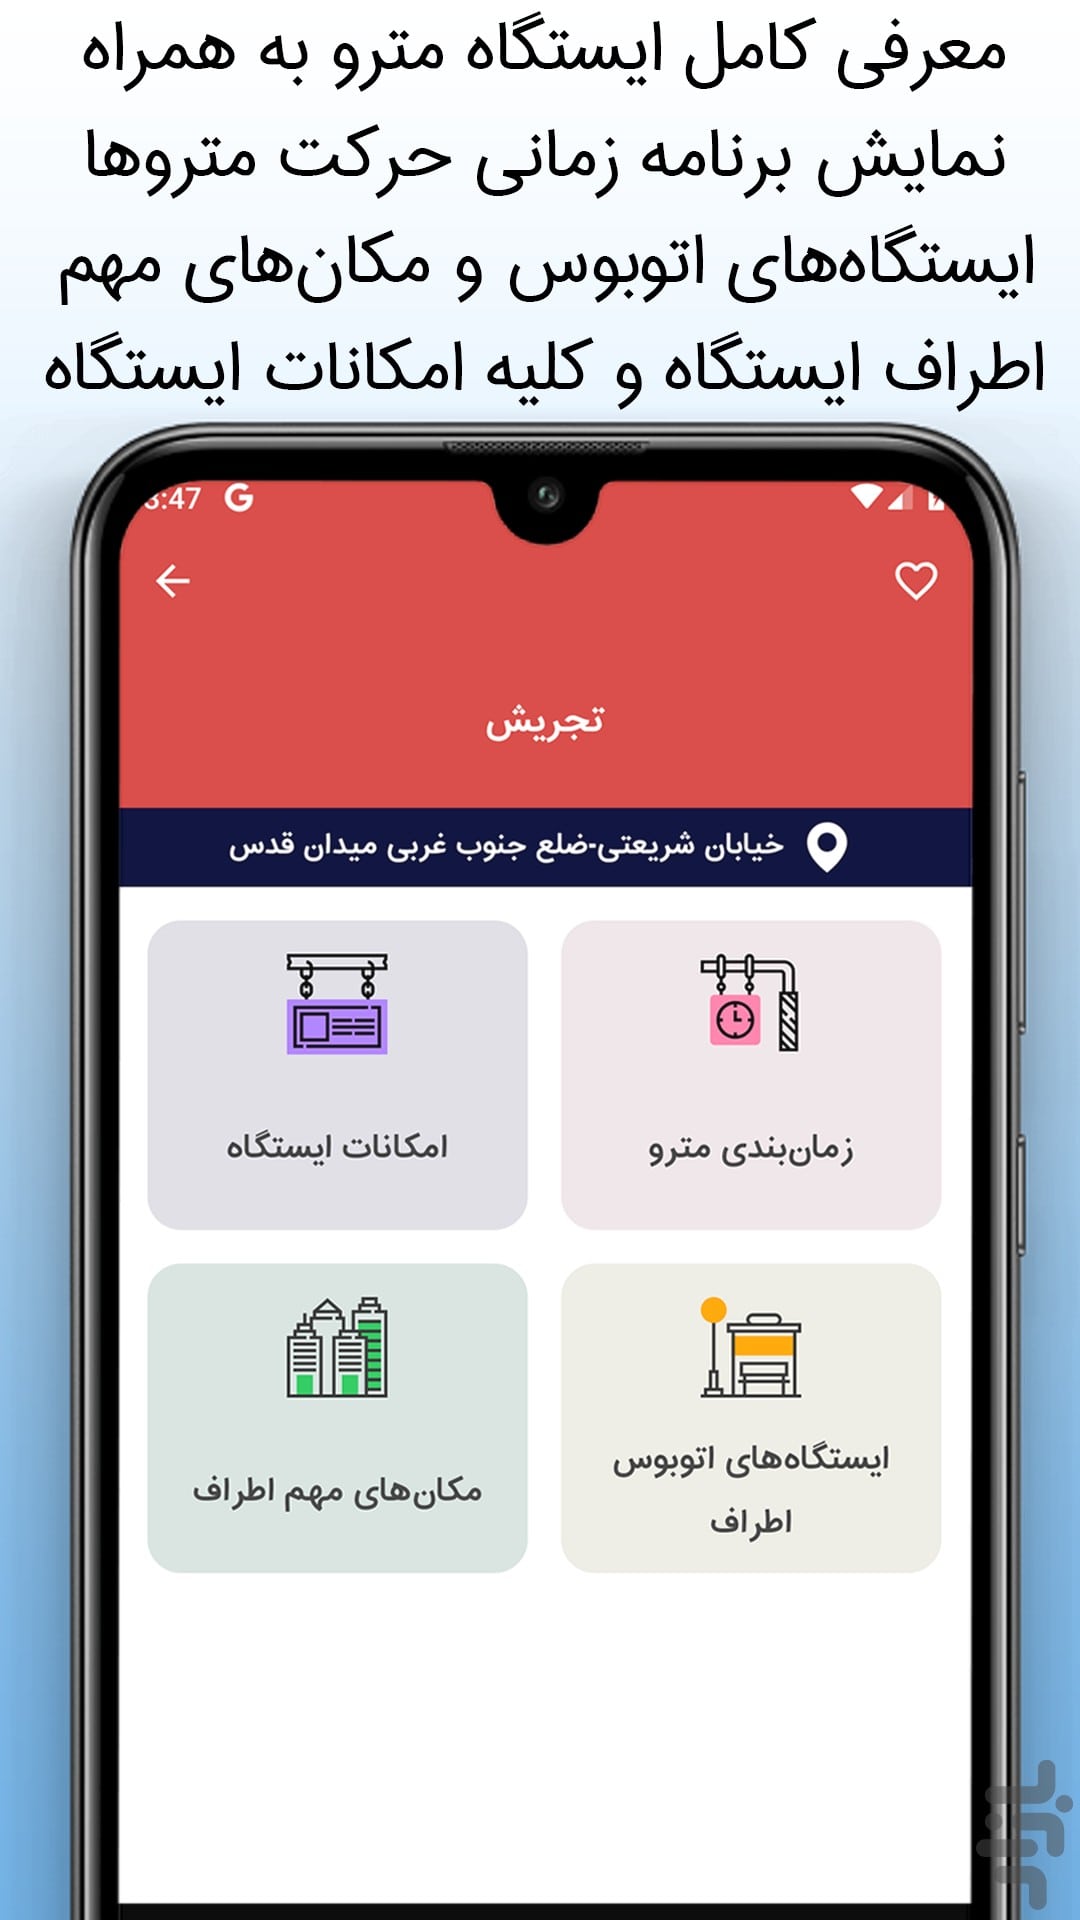 معرفی کامل ایستگاه مترو به همراه
نمایش برنامه زمانی حرکت متروها
ایستگاه‌های اتوبوس و مکان‌های مهم
اطراف ایستگاه و کلیه امکانات ایستگاه
3:47 G
تجریش
خیابان شریعتی-ضلع جنوب غربی میدان قدس
زمان‌بندی مترو
امکانات ایستگاه
ایستگاه‌های اتوبوس
اطراف
مکان‌های مهم اطراف
بازار